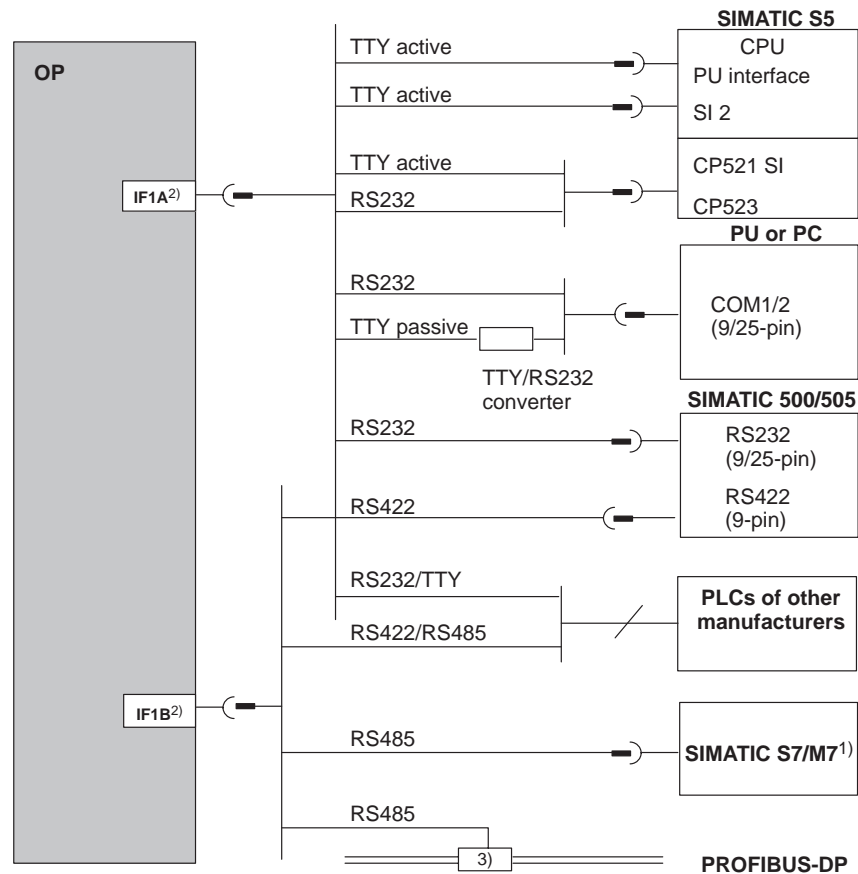 SIMATIC S5
OP
TTY active
CPU
PU interface
TTY active
SI 2
TTY active
CP521 SI
IF1A2)
RS232
CP523
PU or PC
RS232
COM1/2
(9/25-pin)
TTY passive
TTY/RS232
converter
SIMATIC 500/505
RS232
RS232
(9/25-pin)
RS422
RS422
(9-pin)
RS232/TTY
PLCs of other
manufacturers
RS422/RS485
IF1B2)
RS485
SIMATIC S7/M71)
RS485
3)
PROFIBUS-DP